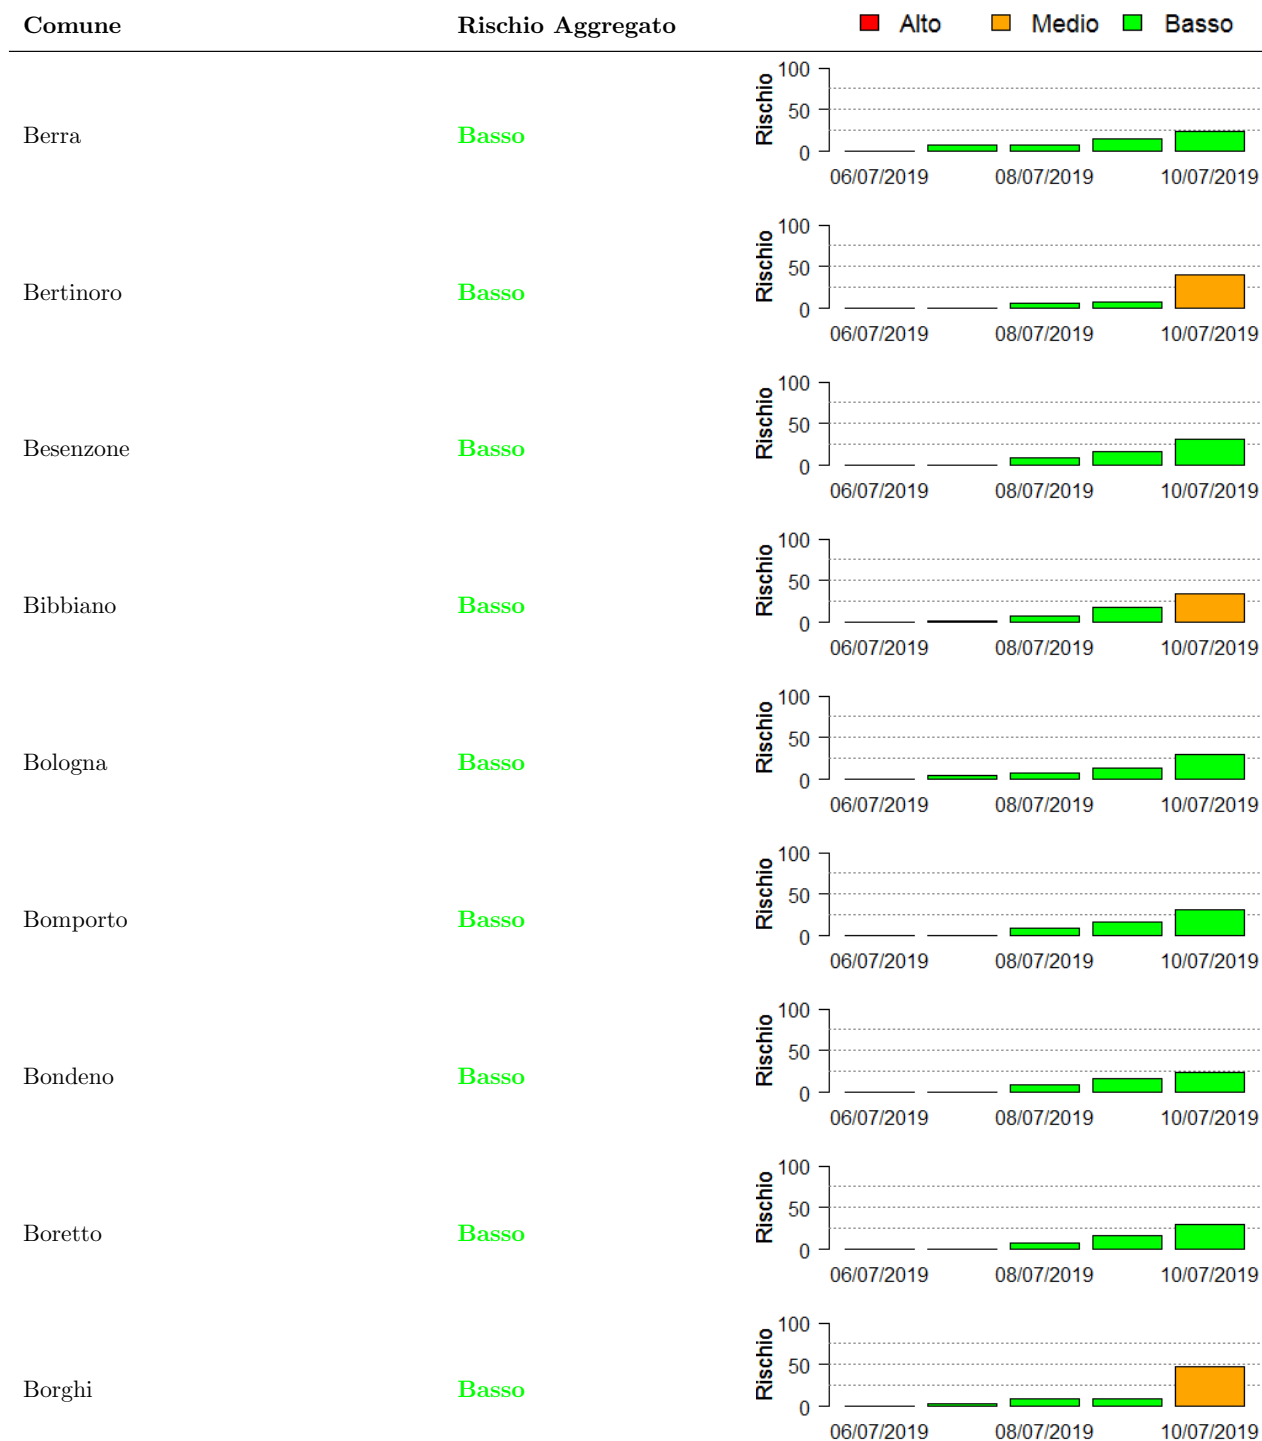 Comune Rischio Aggregato Alto Medio Basso
Berra Basso Rischio 100 50 0
06/07/2019 08/07/2019 10/07/2019
Bertinoro Basso Rischio 100 50 0
06/07/2019 08/07/2019 10/07/2019
Besenzone Basso Rischio 100 50 0
06/07/2019 08/07/2019 10/07/2019
Bibbiano Basso Rischio 100 50 0
06/07/2019 08/07/2019 10/07/2019
Bologna Basso Rischio 100 50 0
06/07/2019 08/07/2019 10/07/2019
Bomporto Basso Rischio 100 50 0
06/07/2019 08/07/2019 10/07/2019
Bondeno Basso Rischio 100 50 0
06/07/2019 08/07/2019 10/07/2019
Boretto Basso Rischio 100 50 0
06/07/2019 08/07/2019 10/07/2019
Borghi Basso Rischio 100 50 0
06/07/2019 08/07/2019 10/07/2019